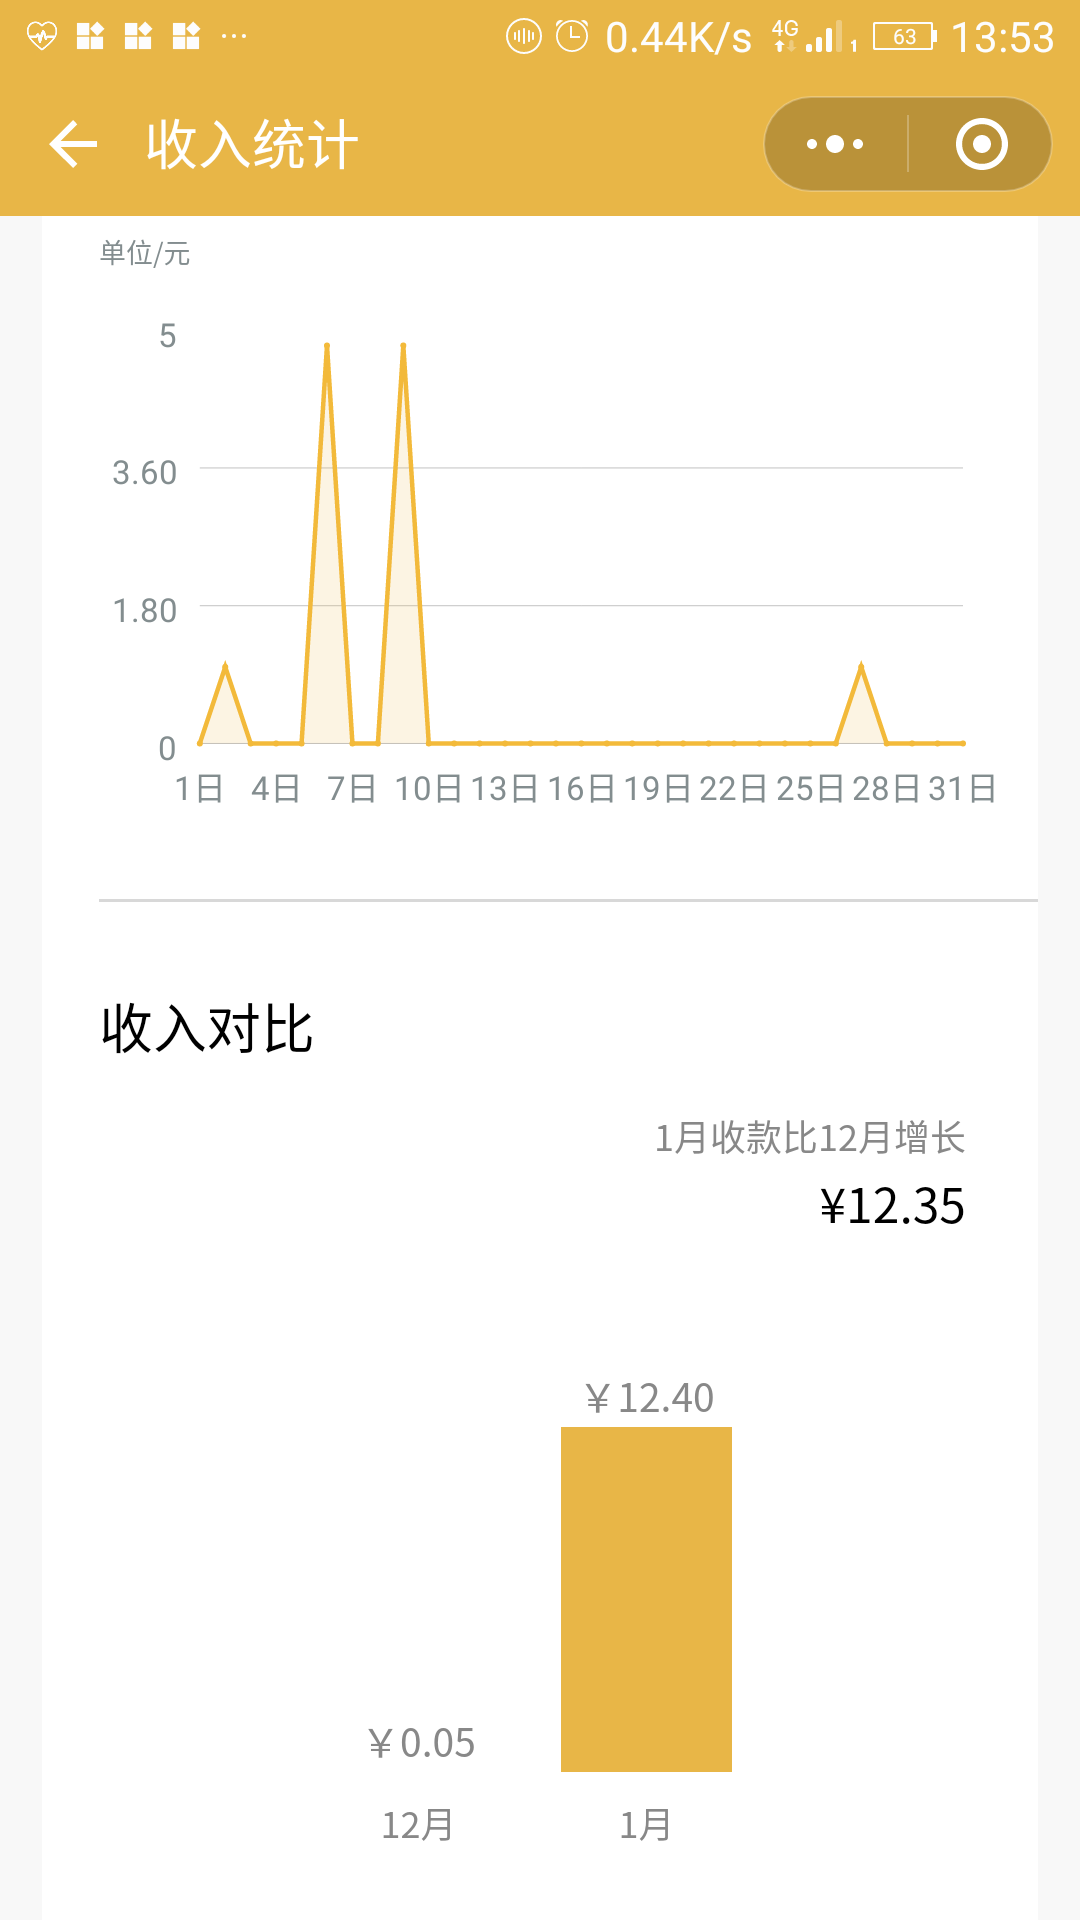 0.44K/s 4G 1 63 13:53
收入统计
单位/元
5
3.60
1.80
0
1日 4日 7日 10日 13日 16日 19日 22日 25日 28日 31日
收入对比
1月收款比12月增长
¥12.35
￥12.40
￥0.05
12月 1月